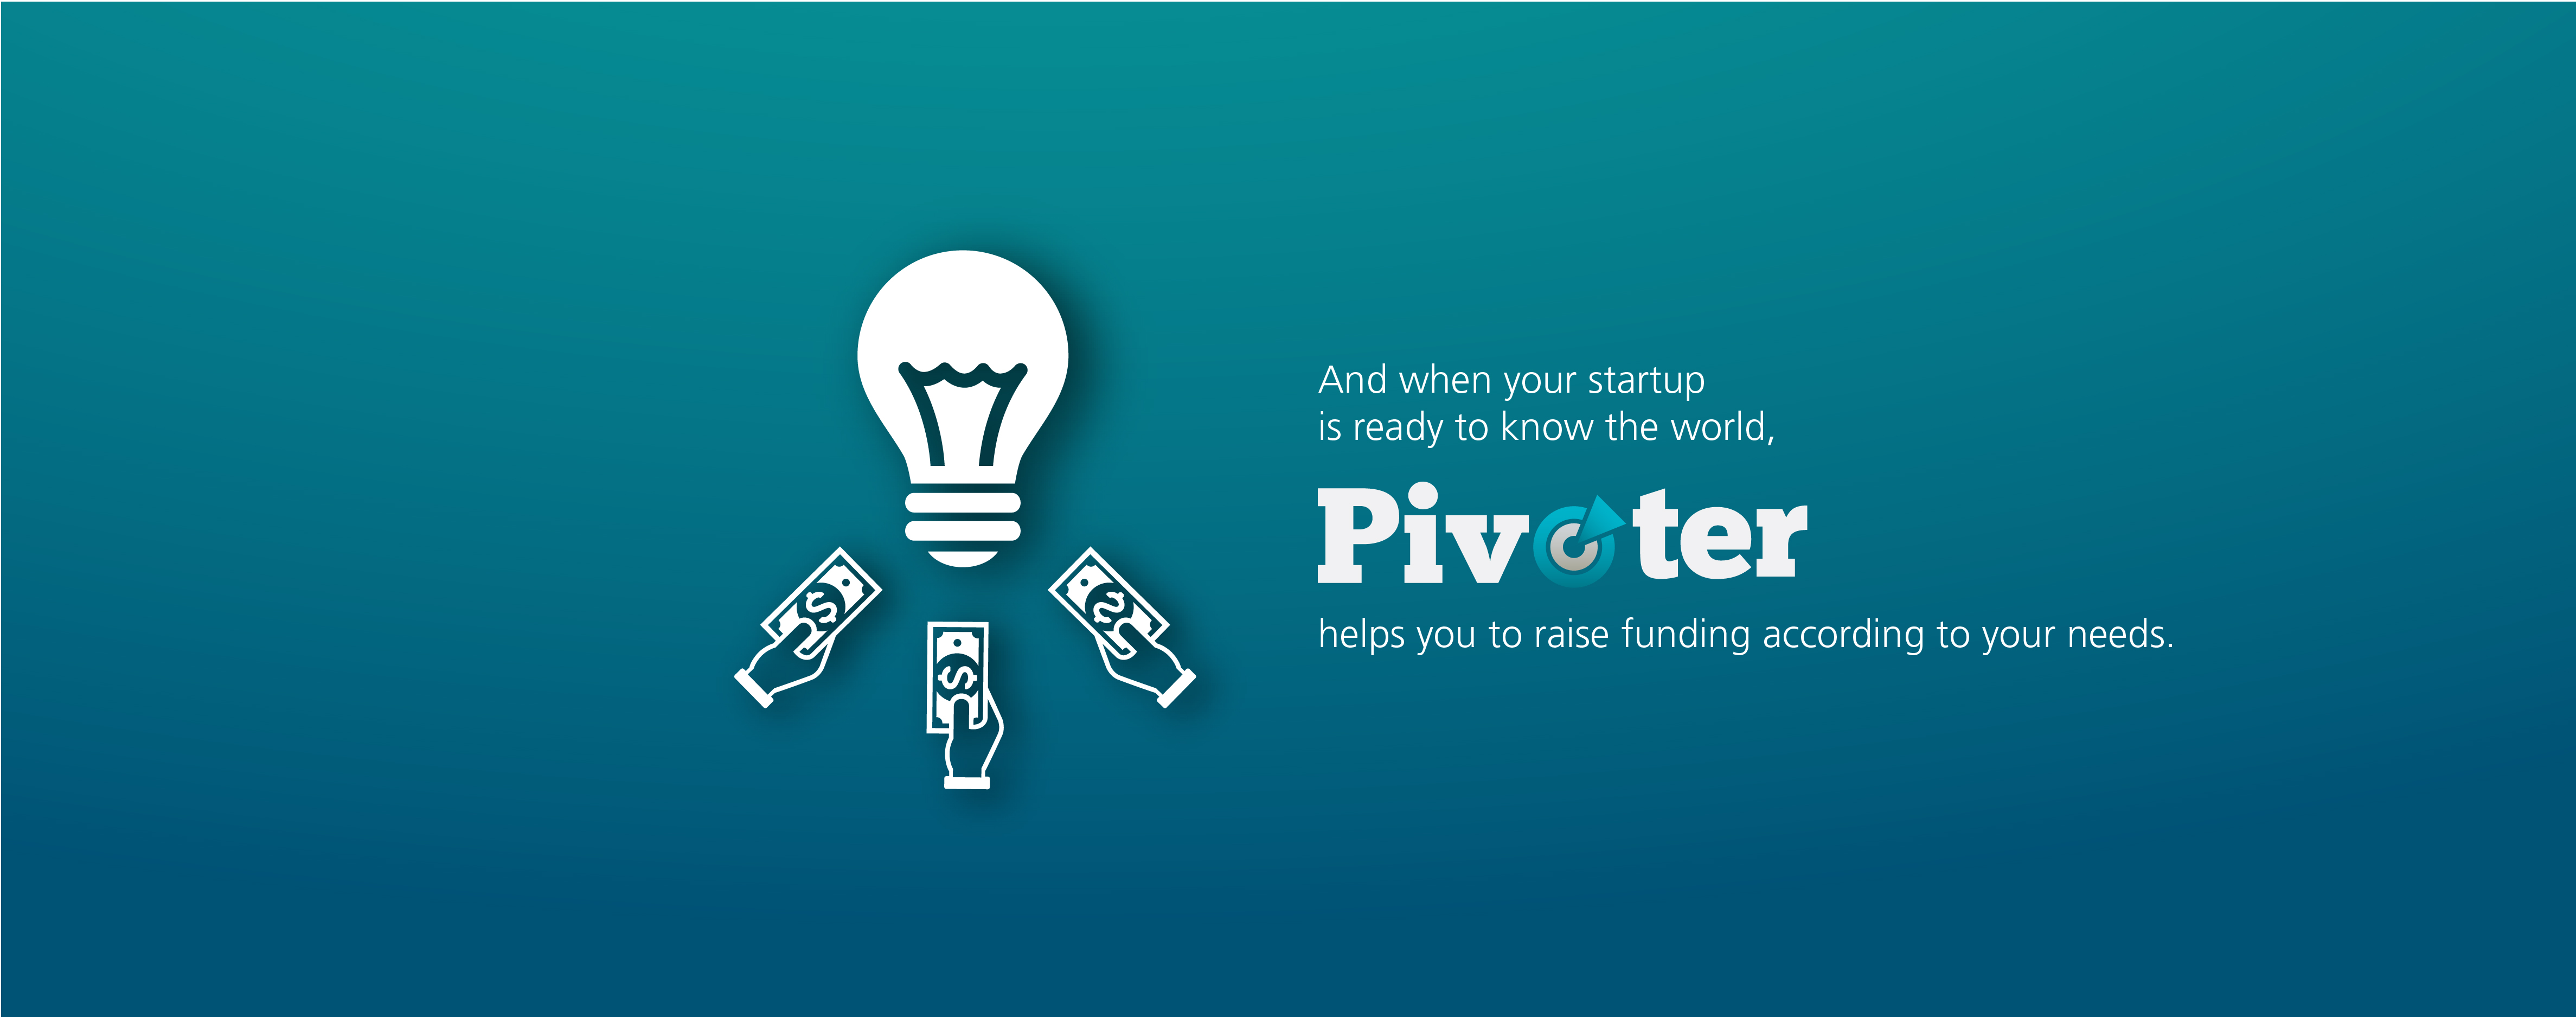 And when your startup
is ready to know the world,
Pivoter
helps you to raise funding according to your needs.
$ $
$